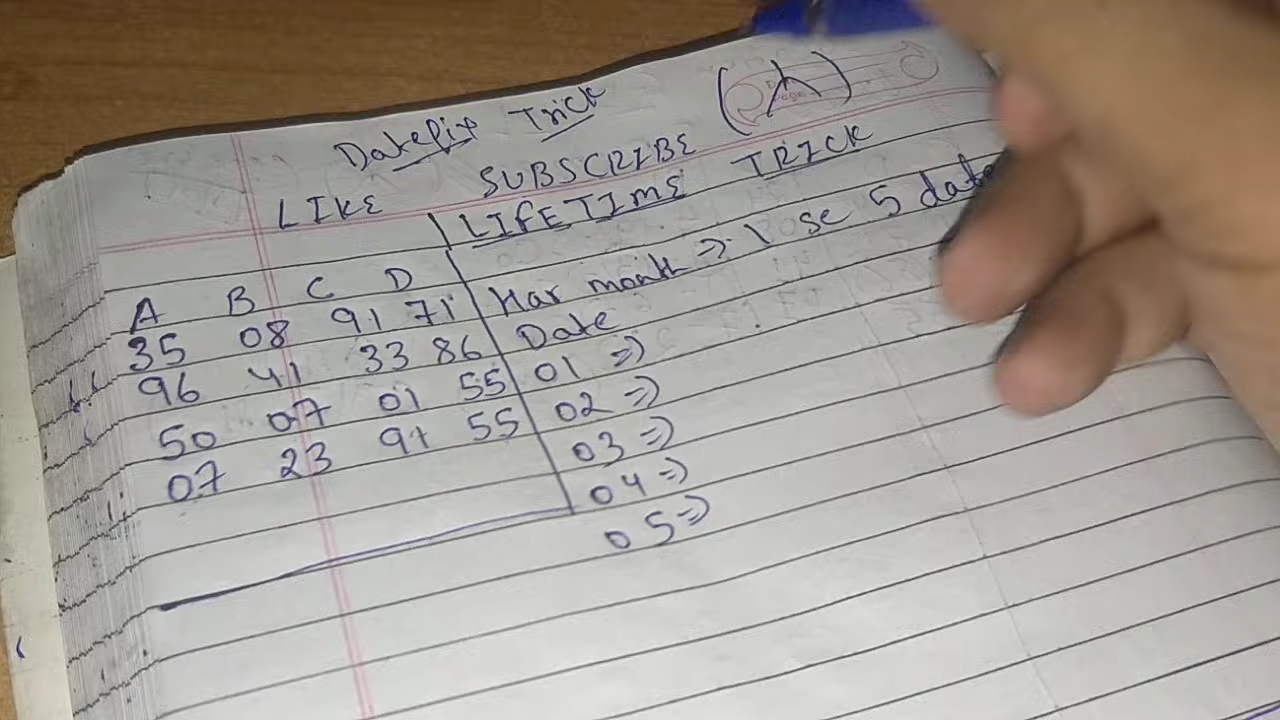 Datefix Trick
LIKE SUBSCRIBE
LIFETIME TRICK
A B C D
35 08 91 71
96 41 33 86
50 07 01 55
07 23 91 55
Har month => 1 se 5 date
Date
01 =>
02 =>
03 =>
04 =>
05 =>